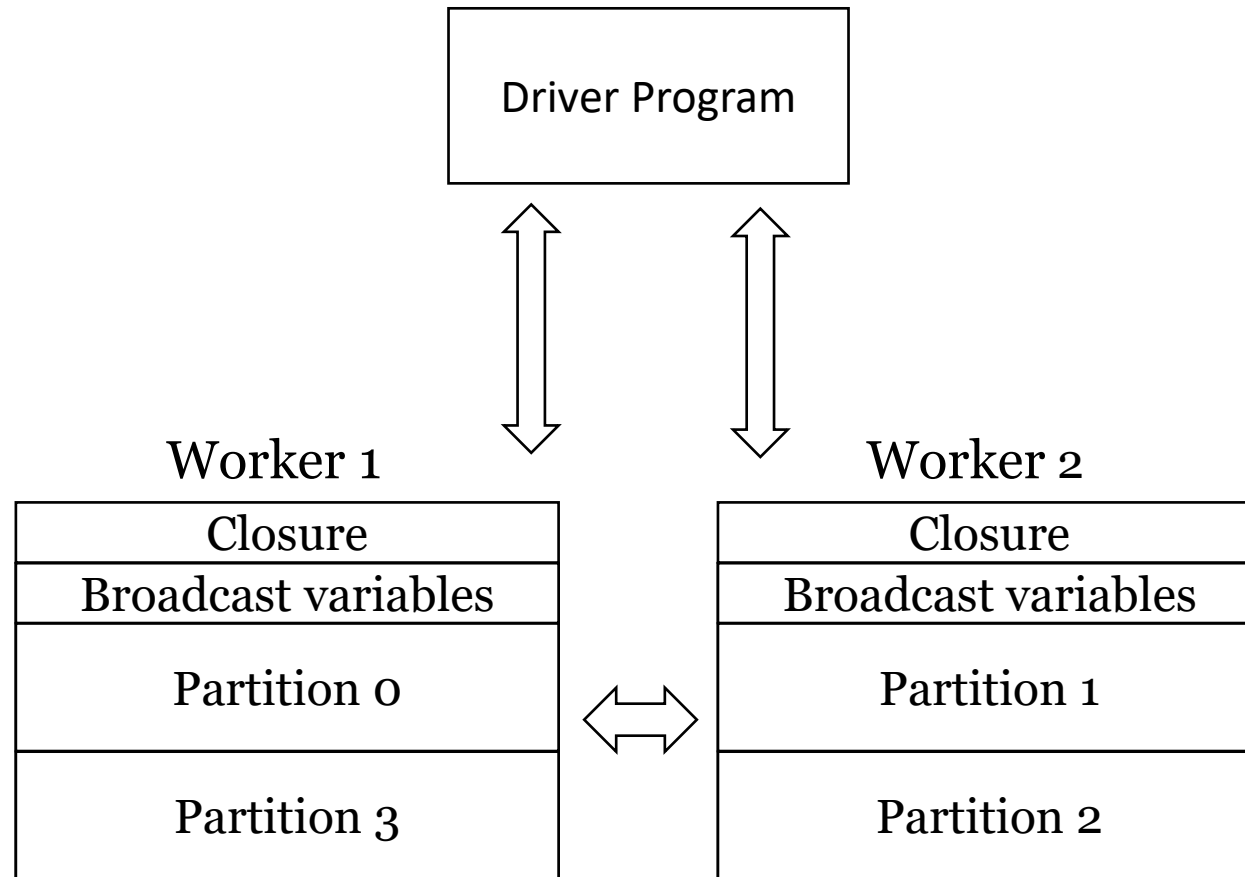 Driver Program
Worker 1
Worker 2
Closure
Closure
Broadcast variables
Broadcast variables
Partition 0
Partition 1
Partition 3
Partition 2